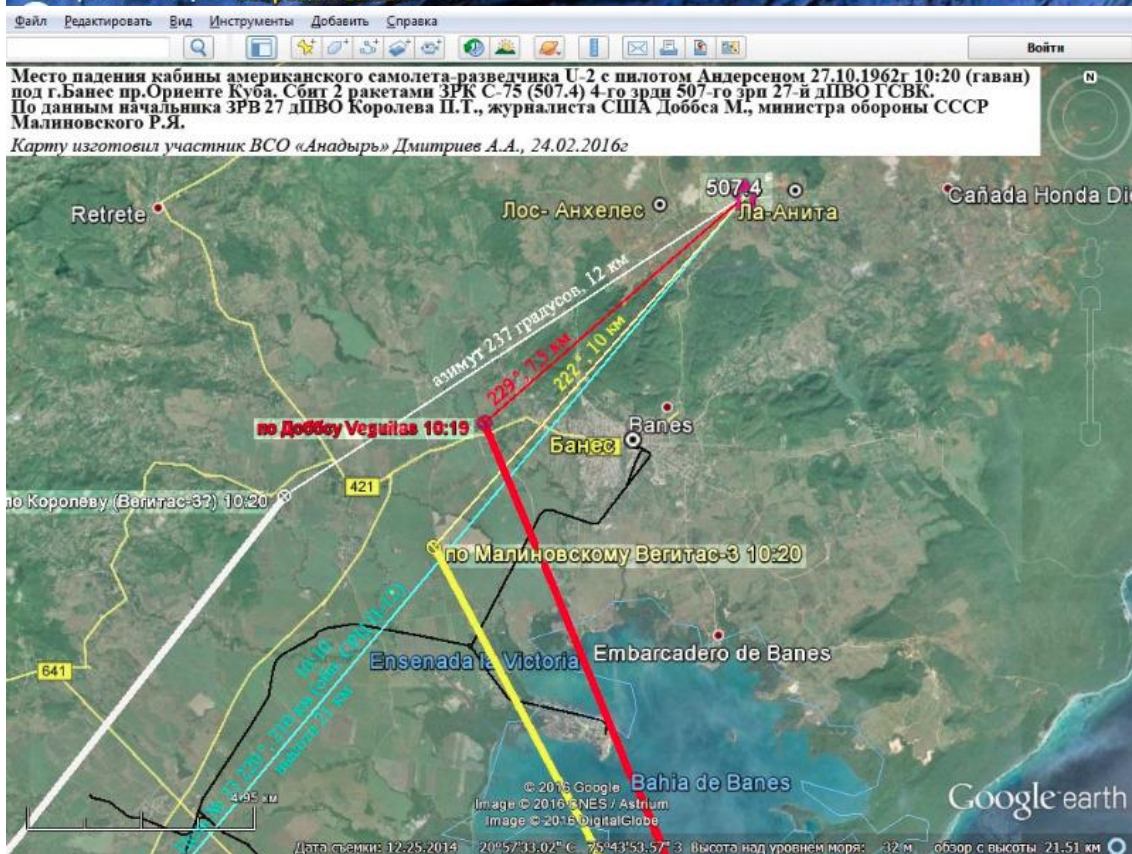 Файл Редактировать Вид Инструменты Добавить Справка
Войти
Место падения кабины американского самолета-разведчика U-2 с пилотом Андерсеном 27.10.1962г 10:20 (гаван)
под г.Банес пр.Ориенте Куба. Сбит 2 ракетами ЗРК С-75 (507.4) 4-го зрдн 507-го зрп 27-й дПВО ГСВК.
По данным начальника ЗРВ 27 дПВО Королева П.Т., журналиста США Доббса М., министра обороны СССР
Малиновского Р.Я.
Карту изготовил участник ВСО «Анадырь» Дмитриев А.А., 24.02.2016г
N
507.4
Cañada Honda Di
Retrete
Лос- Анхелес
Ла-Анита
азимут 237 градусов, 12 км
229°, 7.5 км
222°, 10 км
по Доббсу Veguitas 10:19
Banes
Банес
421
по Королеву (Вегитас-3?) 10:20
по Малиновскому Вегитас-3 10:20
641
Ensenada la Victoria
Embarcadero de Banes
высота 21 км
Bahia de Banes
4.95 км
© 2016 Google
Image © 2016 CNES / Astrium
Image © 2016 DigitalGlobe
Google earth
Дата съемки: 12.25.2014 20°57'33.02" С 75°43'53.57" З Высота над уровнем моря: 32 м обзор с высоты 21.51 км